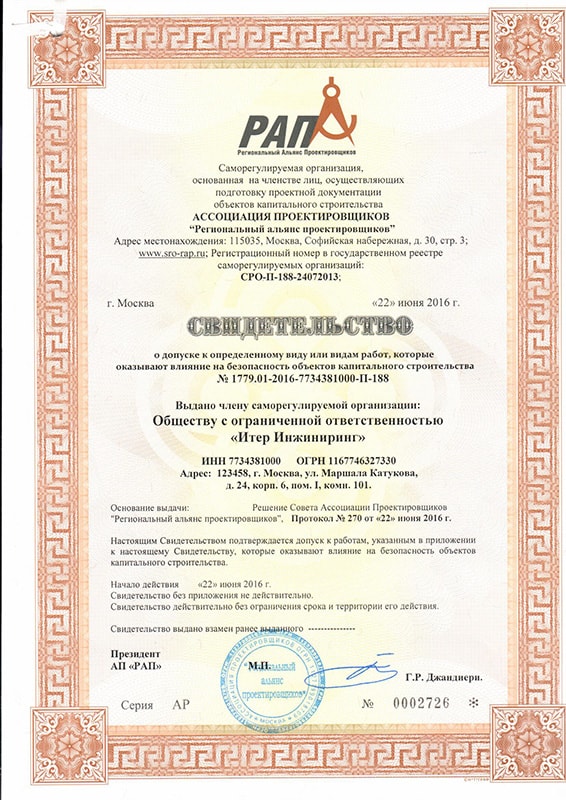 РАП
Региональный Альянс Проектировщиков
Саморегулируемая организация,
основанная на членстве лиц, осуществляющих
подготовку проектной документации
объектов капитального строительства
АССОЦИАЦИЯ ПРОЕКТИРОВЩИКОВ
“Региональный альянс проектировщиков”
Адрес местонахождения: 115035, Москва, Софийская набережная, д. 30, стр. 3;
www.sro-rap.ru; Регистрационный номер в государственном реестре
саморегулируемых организаций:
СРО-П-188-24072013;
г. Москва «22» июня 2016 г.
СВИДЕТЕЛЬСТВО
о допуске к определенному виду или видам работ, которые
оказывают влияние на безопасность объектов капитального строительства
№ 1779.01-2016-7734381000-П-188
Выдано члену саморегулируемой организации:
Обществу с ограниченной ответственностью
«Итер Инжиниринг»
ИНН 7734381000 ОГРН 1167746327330
Адрес: 123458, г. Москва, ул. Маршала Катукова,
д. 24, корп. 6, пом. I, комн. 101.
Основание выдачи: Решение Совета Ассоциации Проектировщиков
"Региональный альянс проектировщиков", Протокол № 270 от «22» июня 2016 г.
Настоящим Свидетельством подтверждается допуск к работам, указанным в приложении
к настоящему Свидетельству, которые оказывают влияние на безопасность объектов
капитального строительства.
Начало действия «22» июня 2016 г.
Свидетельство без приложения не действительно.
Свидетельство действительно без ограничения срока и территории его действия.
Свидетельство выдано взамен ранее выданного --------------
Президент
АП «РАП» М.П.
"Региональный
альянс
проектировщиков"
МОСКВА
Г.Р. Джандиери.
Серия АР № 0002726 *